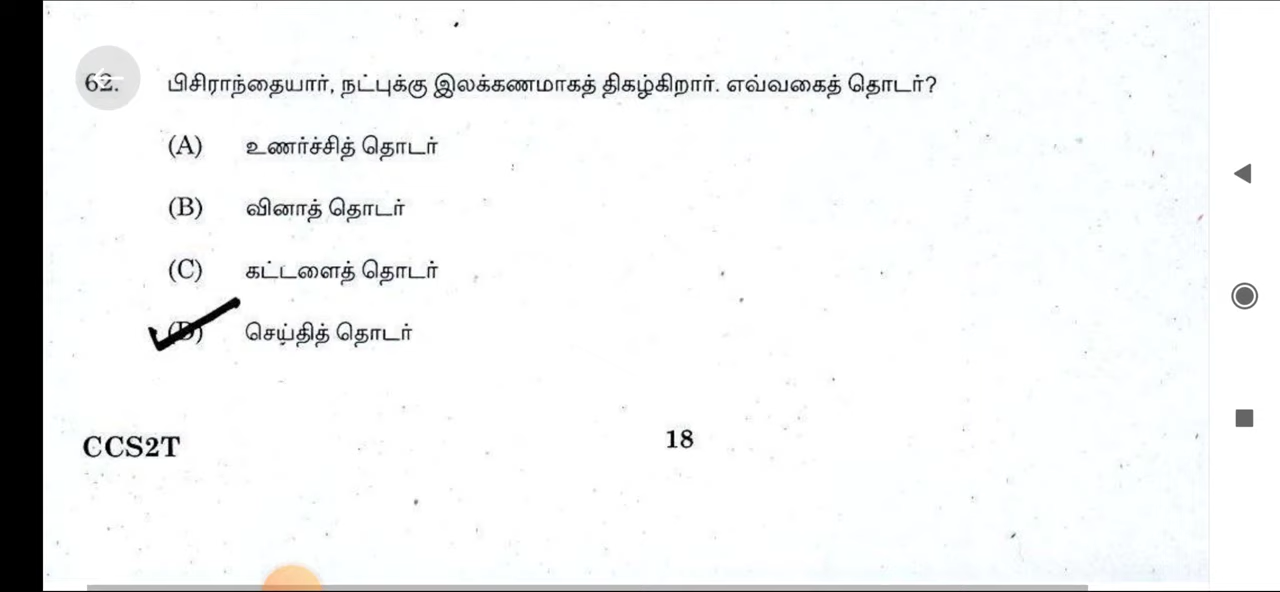 62. பிசிராந்தையார், நட்புக்கு இலக்கணமாகத் திகழ்கிறார். எவ்வகைத் தொடர்?
(A) உணர்ச்சித் தொடர்
(B) வினாத் தொடர்
(C) கட்டளைத் தொடர்
(D) செய்தித் தொடர்
CCS2T 18